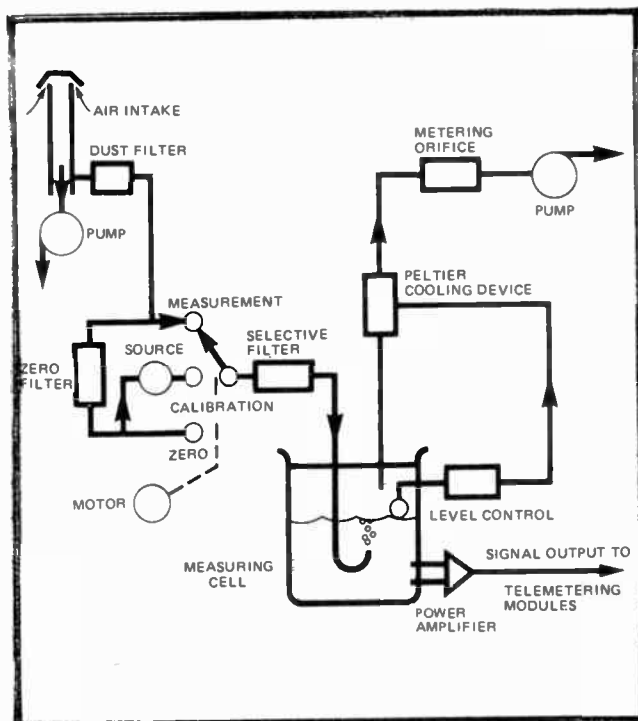 AIR INTAKE
DUST FILTER
PUMP
METERING
ORIFICE
PUMP
PELTIER
COOLING DEVICE
MEASUREMENT
SELECTIVE
FILTER
SOURCE
ZERO
FILTER
CALIBRATION
ZERO
MOTOR
LEVEL CONTROL
MEASURING
CELL
SIGNAL OUTPUT TO
TELEMETERING
MODULES
POWER
AMPLIFIER